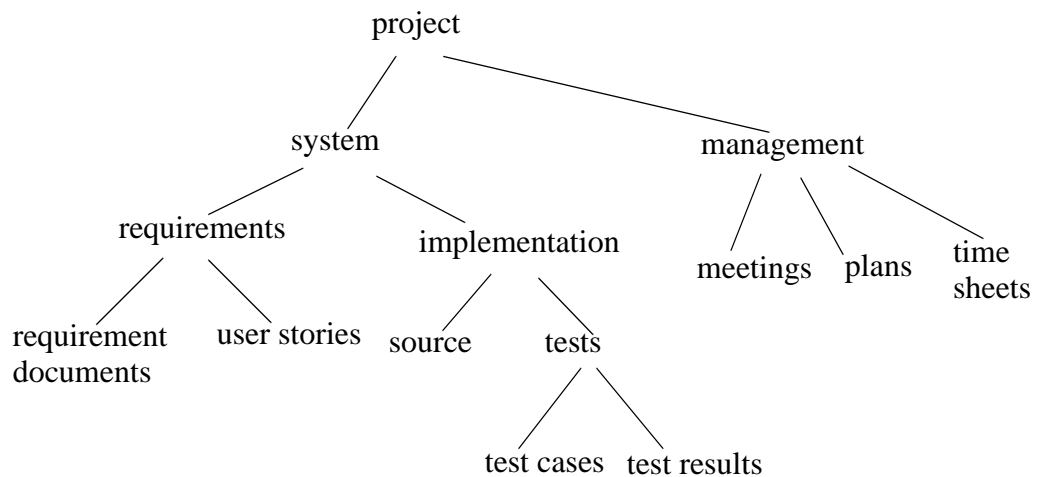 project
system
management
requirements
implementation
meetings
plans
time
sheets
requirement
documents
user stories
source
tests
test cases
test results